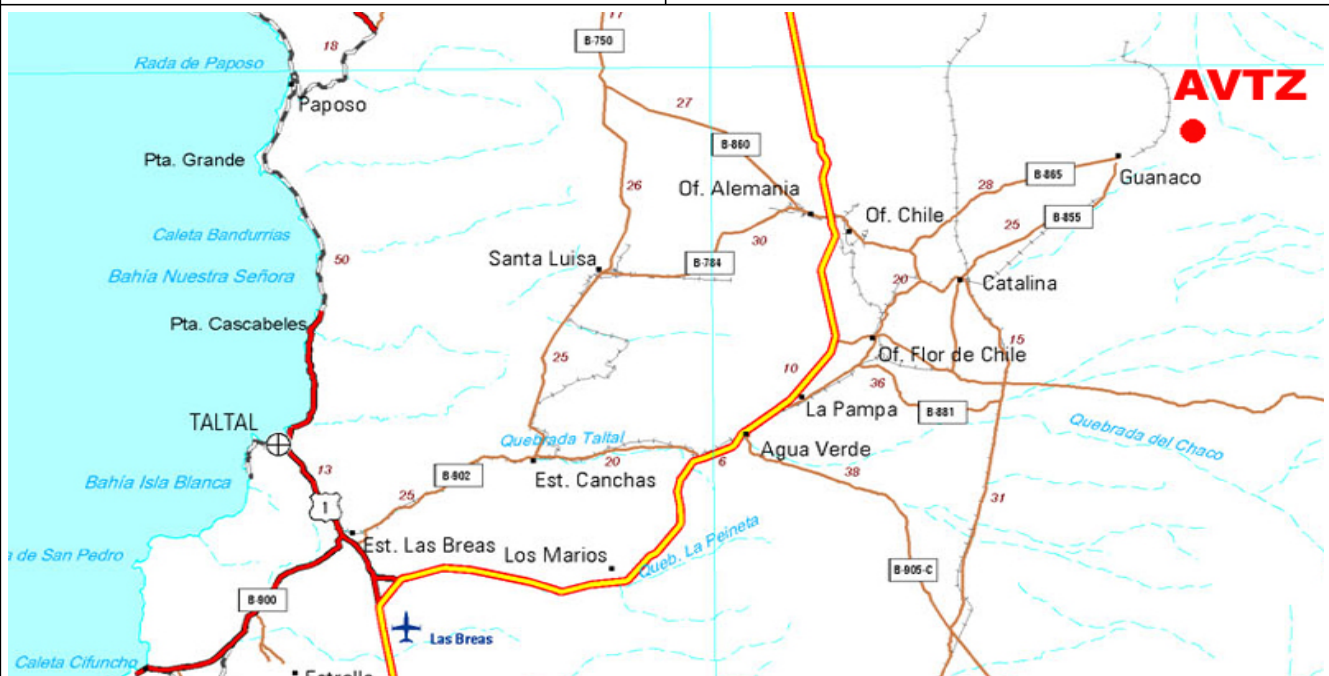 17
B-750
Rada de Paposo
18
AVTZ
Paposo
27
B-860
Pta. Grande
Guanaco
B-865
28
26
Of. Alemania
Of. Chile
B-855
25
Caleta Bandurrias
30
50
Santa Luisa
B-784
Bahía Nuestra Señora
20
Catalina
Pta. Cascabeles
15
25
Of. Flor de Chile
10
36
La Pampa
B-881
TALTAL
Quebrada Taltal
Agua Verde
Quebrada del Chaco
13
B-902
20
6
38
Bahía Isla Blanca
25
Est. Canchas
31
1
Est. Las Breas
Los Marios
Queb. La Peineta
a de San Pedro
B-905-C
B-900
Las Breas
Caleta Cifuncho